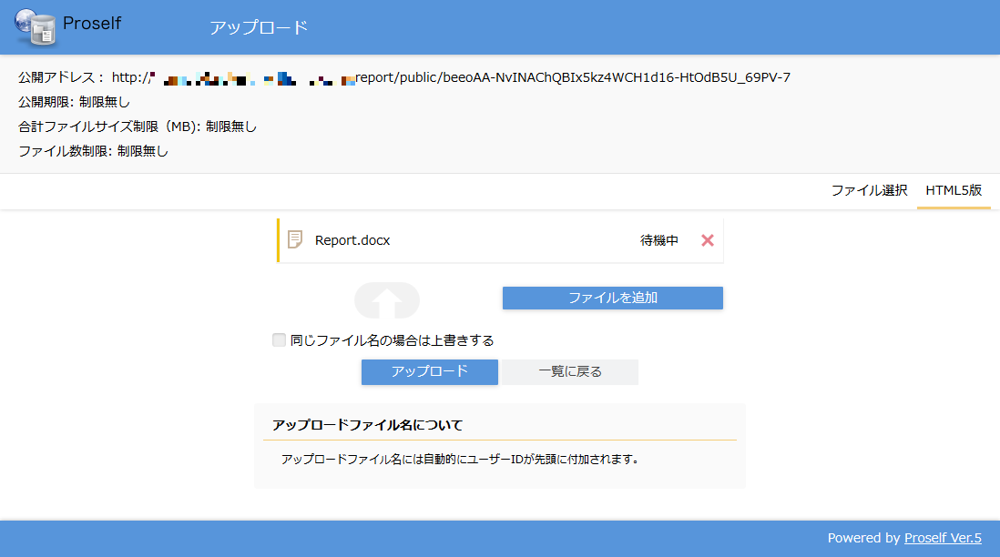 Proself
アップロード
公開アドレス： http:// report/public/beeoAA-NvINAChQBIx5kz4WCH1d16-HtOdB5U_69PV-7
公開期限: 制限無し
合計ファイルサイズ制限（MB): 制限無し
ファイル数制限: 制限無し
ファイル選択 HTML5版
Report.docx 待機中
ファイルを追加
同じファイル名の場合は上書きする
アップロード 一覧に戻る
アップロードファイル名について
アップロードファイル名には自動的にユーザーIDが先頭に付加されます。
Powered by Proself Ver.5